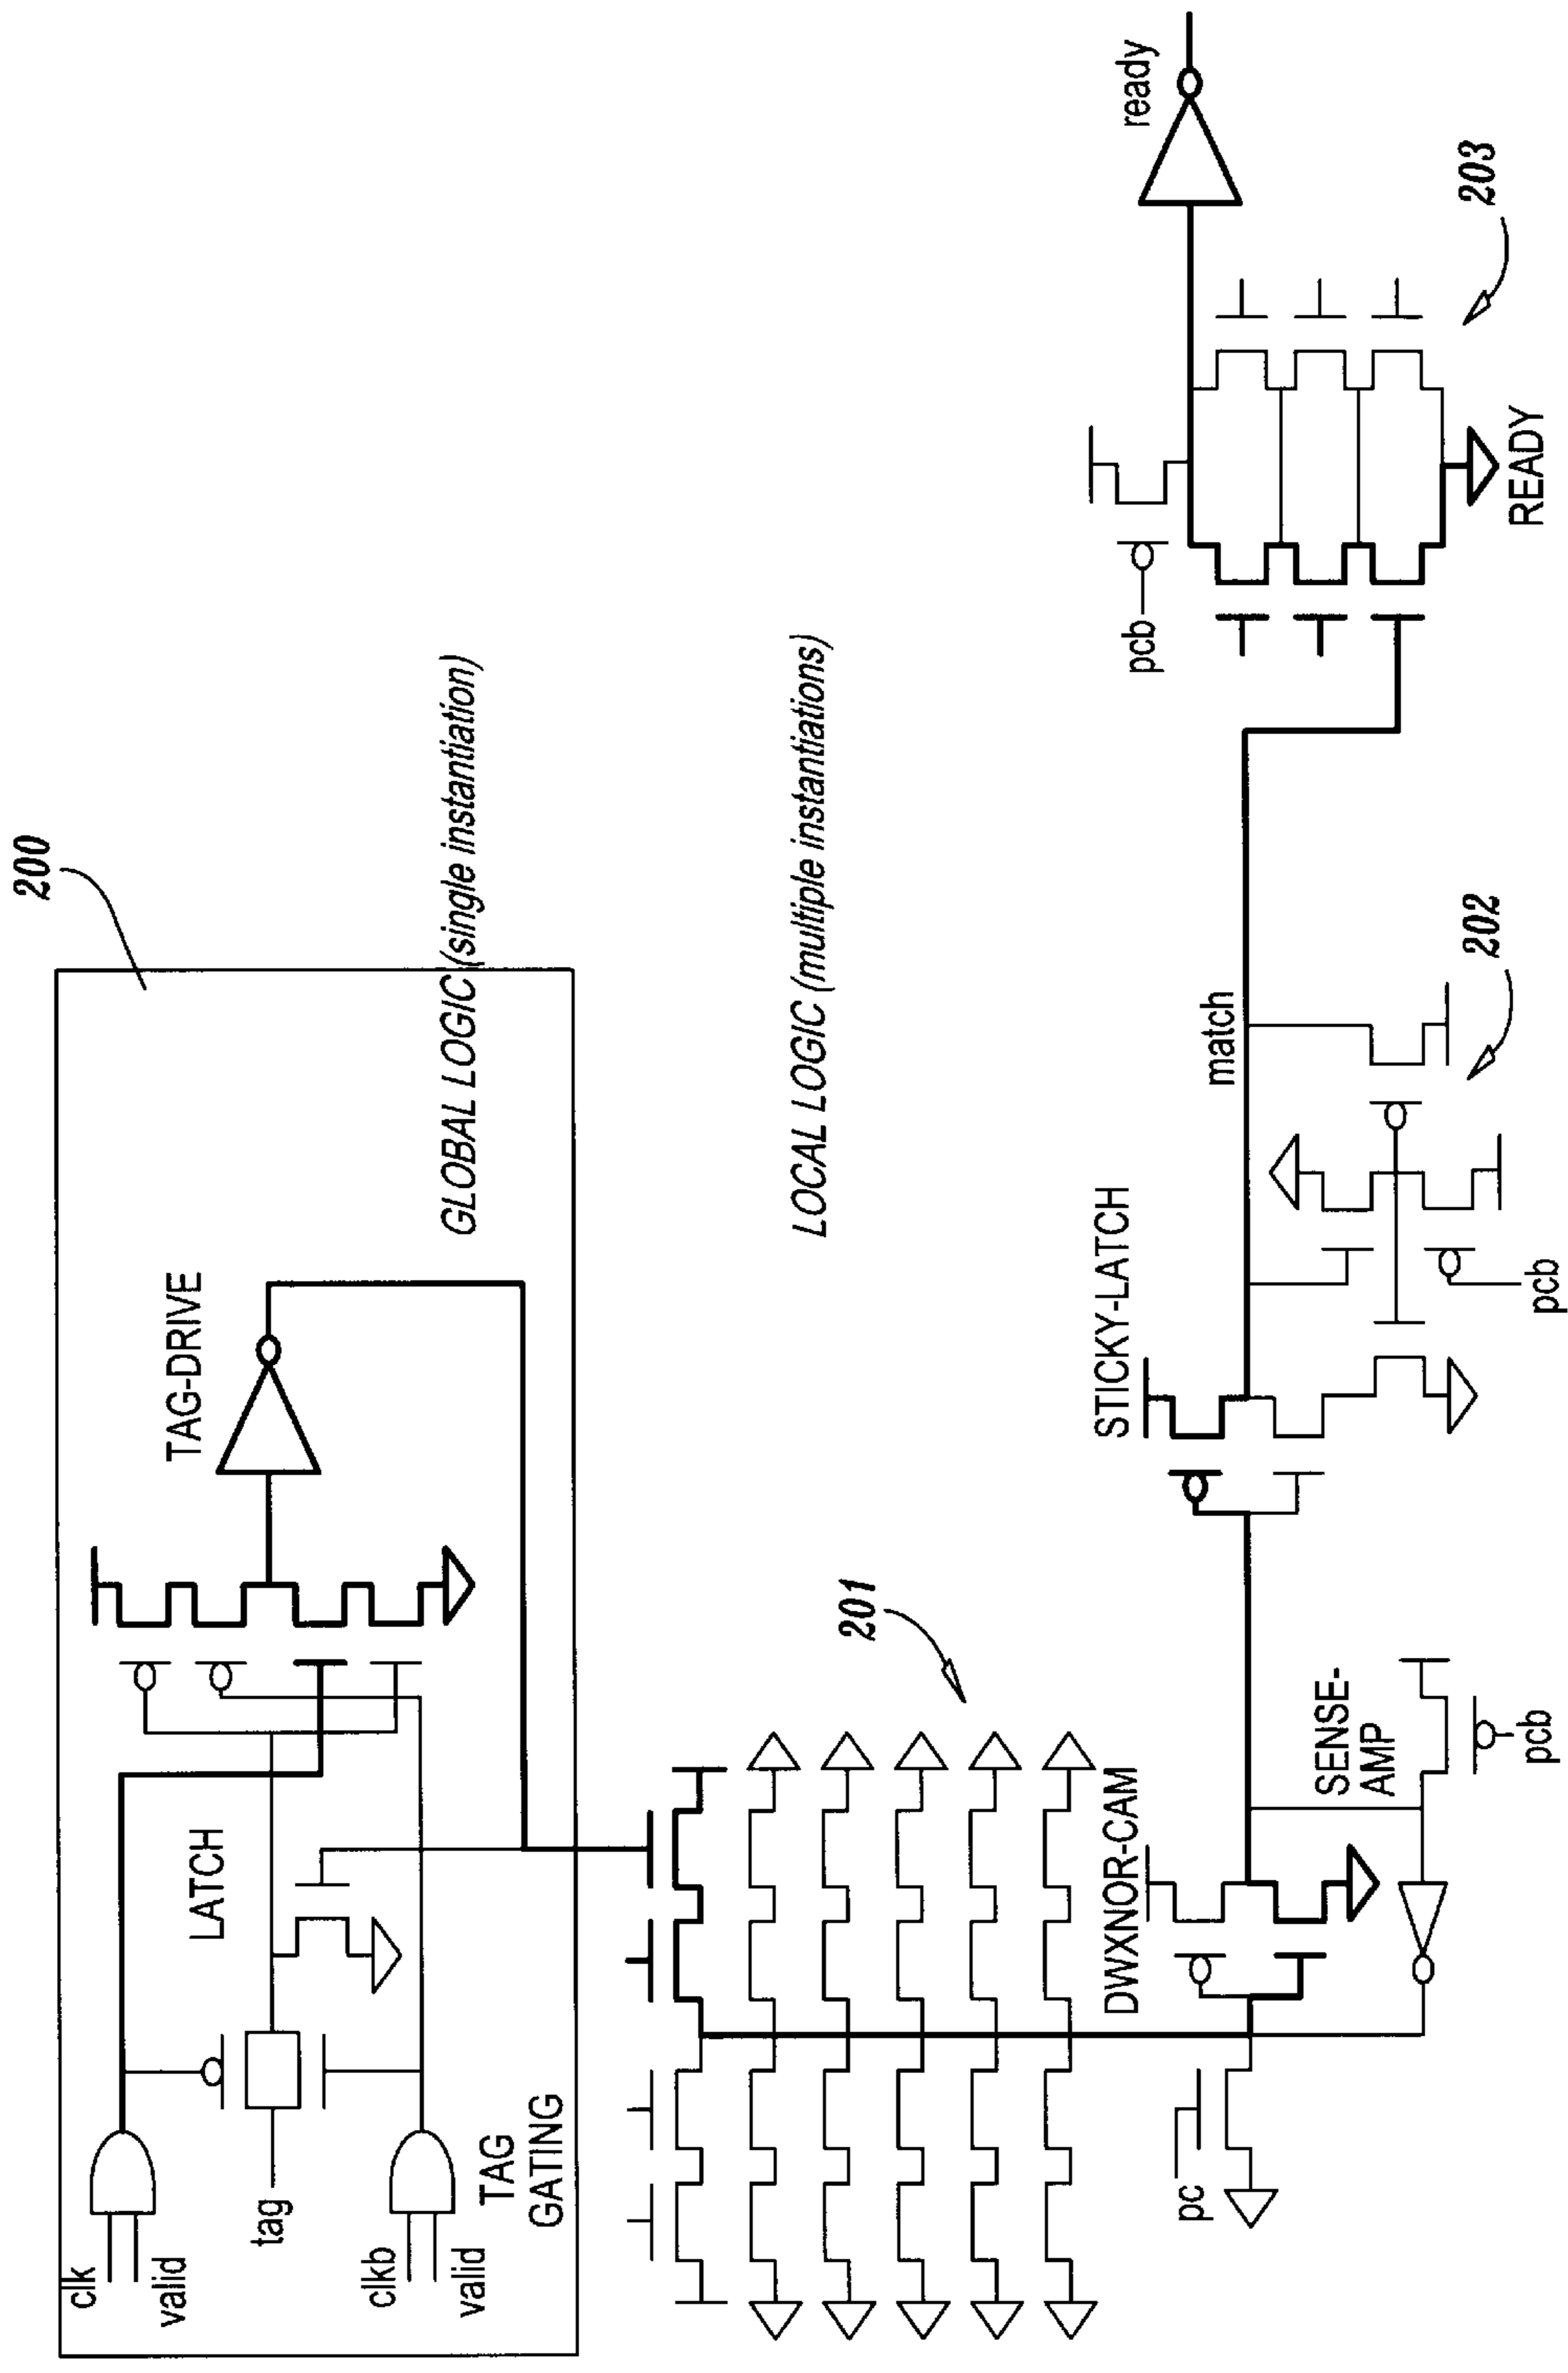 200
clk
valid
tag
clkb
valid
TAG
GATING
LATCH
TAG-DRIVE
GLOBAL LOGIC (single instantiation)
LOCAL LOGIC (multiple instantiations)
201
DWXNOR-CAM
pc
SENSE-
AMP
pcb
STICKY-LATCH
pcb
match
202
pcb
READY
203
ready